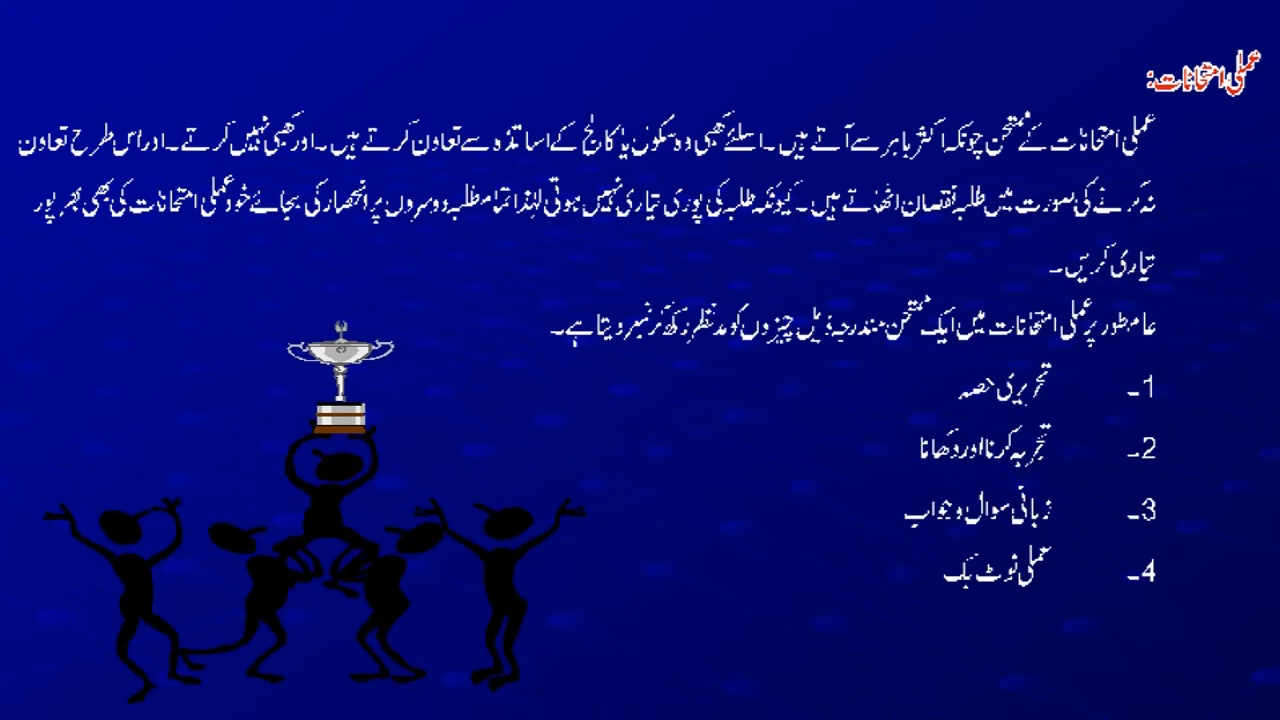 عملی امتحانات:
عملی امتحانات کے ممتحن چونکہ اکثر باہر سے آتے ہیں۔ اسلئے کبھی وہ سکول یا کالج کے اساتذہ سے تعاون کرتے ہیں۔ اور کبھی نہیں کرتے۔ اور اس طرح تعاون
نہ کرنے کی صورت میں طلبہ نقصان اٹھاتے ہیں۔ کیونکہ طلبہ کی پوری تیاری نہیں ہوتی لہٰذا تمام طلبہ دوسروں پر انحصار کی بجائے خود عملی امتحانات کی بھی بھر پور
تیاری کریں۔
عام طور پر عملی امتحانات میں ایک ممتحن مندرجہ ذیل چیزوں کو مدنظر رکھ کر نمبر دیتا ہے۔
1۔ تحریری حصہ
2۔ تجربہ کرنا اور دکھانا
3۔ زبانی سوال و جواب
4۔ عملی نوٹ بک